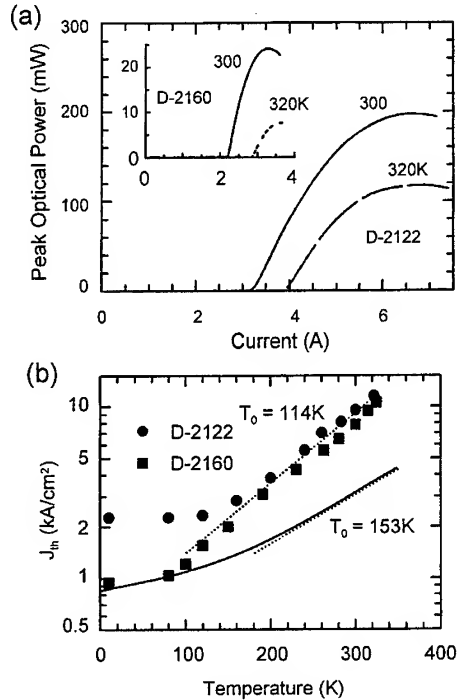 (a)
300
200
100
0
Peak Optical Power (mW)
20
10
0
D-2160
300
320K
0
1
2
3
4
300
320K
D-2122
0
2
4
6
Current (A)
(b)
10
5
2
1
0.5
J_th (kA/cm²)
D-2122
D-2160
T₀ = 114K
T₀ = 153K
0
100
200
300
400
Temperature (K)